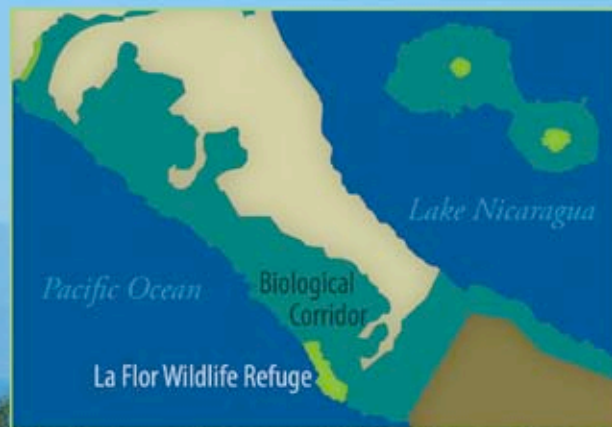 Lake Nicaragua
Pacific Ocean
Biological
Corridor
La Flor Wildlife Refuge